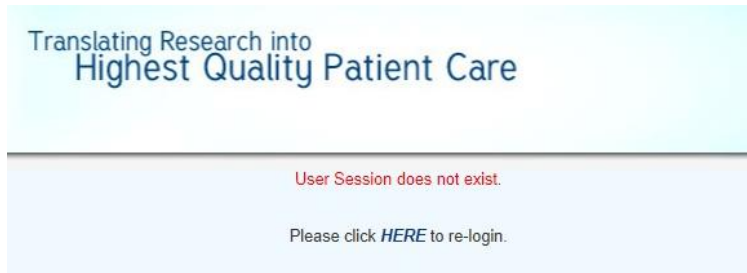 Translating Research into
Highest Quality Patient Care
User Session does not exist.
Please click HERE to re-login.